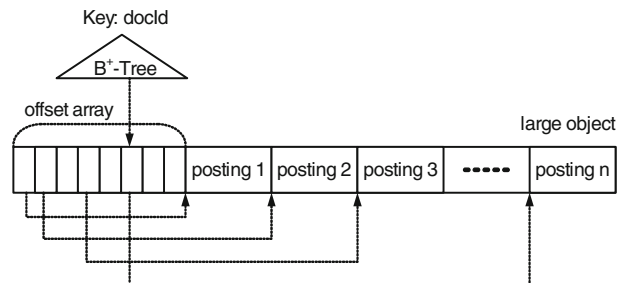 Key: docId
B+-Tree
offset array
large object
posting 1 posting 2 posting 3 posting n